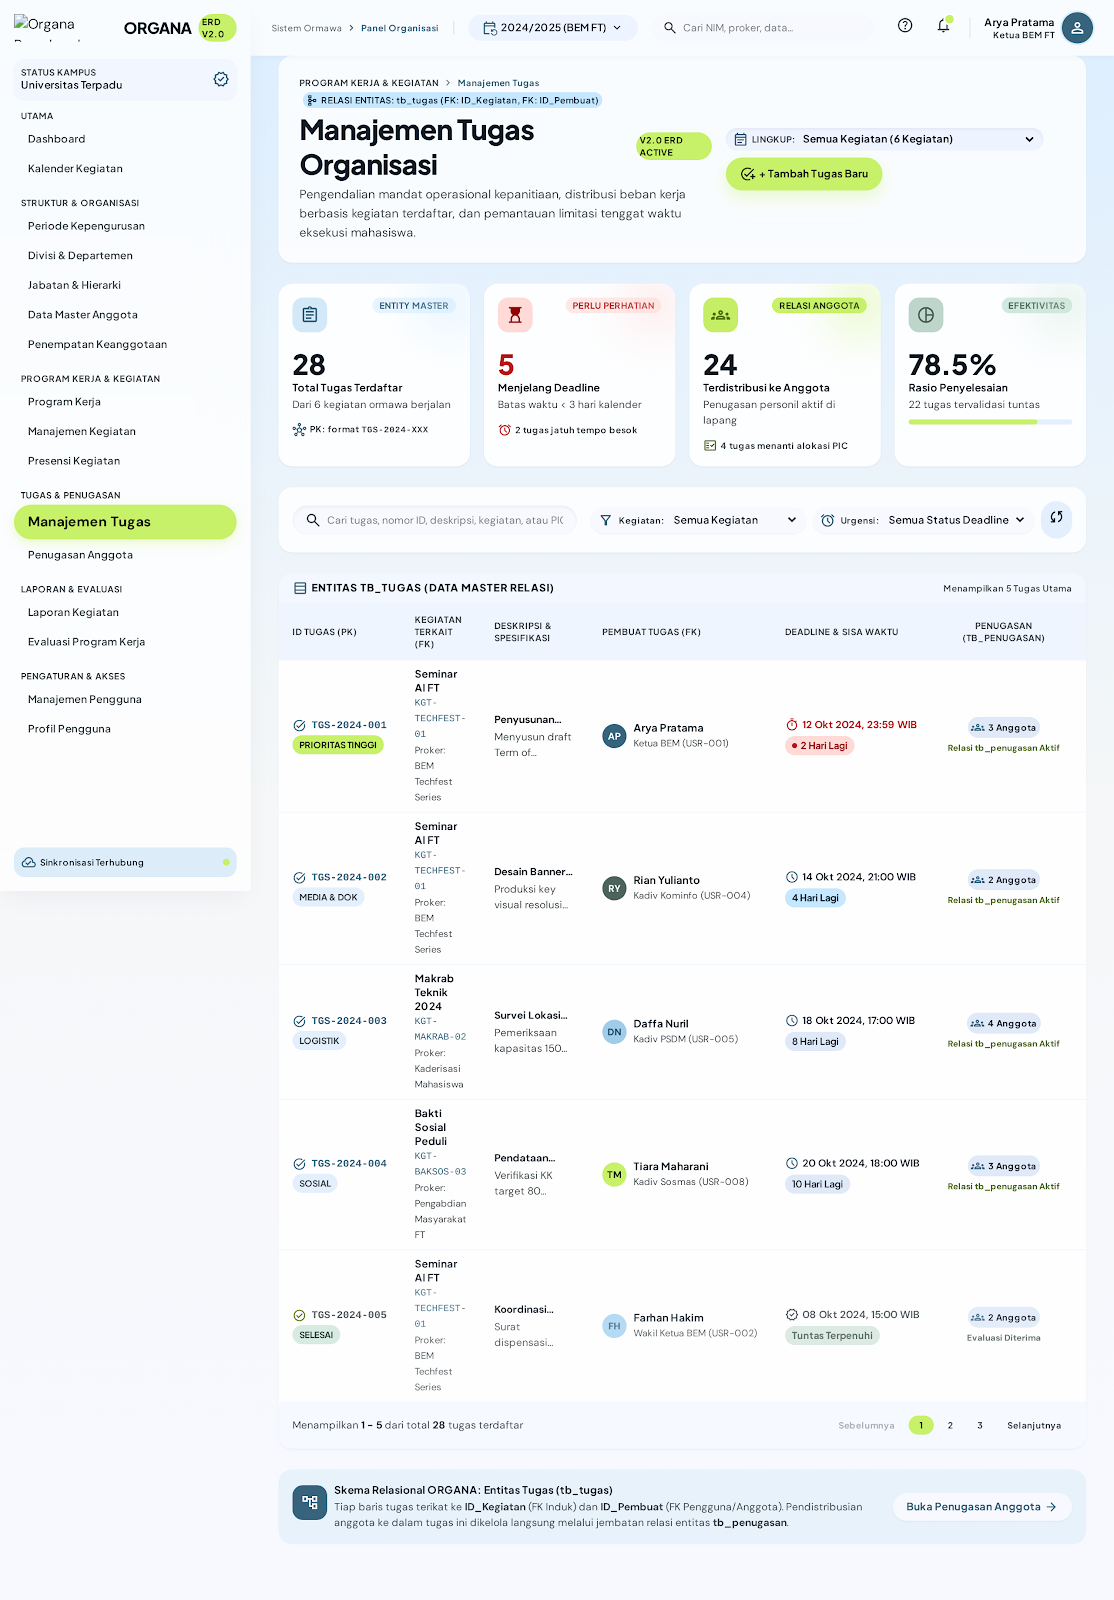 Organa
ORGANA
ERD V2.0
STATUS KAMPUS
Universitas Terpadu
UTAMA
Dashboard
Kalender Kegiatan
STRUKTUR & ORGANISASI
Periode Kepengurusan
Divisi & Departemen
Jabatan & Hierarki
Data Master Anggota
Penempatan Keanggotaan
PROGRAM KERJA & KEGIATAN
Program Kerja
Manajemen Kegiatan
Presensi Kegiatan
TUGAS & PENUGASAN
Manajemen Tugas
Penugasan Anggota
LAPORAN & EVALUASI
Laporan Kegiatan
Evaluasi Program Kerja
PENGATURAN & AKSES
Manajemen Pengguna
Profil Pengguna
Sinkronisasi Terhubung
Sistem Ormawa > Panel Organisasi
2024/2025 (BEM FT)
Cari NIM, proker, data...
Arya Pratama
Ketua BEM FT
PROGRAM KERJA & KEGIATAN > Manajemen Tugas
RELASI ENTITAS: tb_tugas (FK: ID_Kegiatan, FK: ID_Pembuat)
Manajemen Tugas
Organisasi
V2.0 ERD
ACTIVE
Pengendalian mandat operasional kepanitiaan, distribusi beban kerja
berbasis kegiatan terdaftar, dan pemantauan limitasi tenggat waktu
eksekusi mahasiswa.
LINGKUP: Semua Kegiatan (6 Kegiatan)
+ Tambah Tugas Baru
ENTITY MASTER
28
Total Tugas Terdaftar
Dari 6 kegiatan ormawa berjalan
PK: format TGS-2024-XXX
PERLU PERHATIAN
5
Menjelang Deadline
Batas waktu < 3 hari kalender
2 tugas jatuh tempo besok
RELASI ANGGOTA
24
Terdistribusi ke Anggota
Penugasan personil aktif di
lapang
4 tugas menanti alokasi PIC
EFEKTIVITAS
78.5%
Rasio Penyelesaian
22 tugas tervalidasi tuntas
Cari tugas, nomor ID, deskripsi, kegiatan, atau PIC
Kegiatan: Semua Kegiatan
Urgensi: Semua Status Deadline
ENTITAS TB_TUGAS (DATA MASTER RELASI)
Menampilkan 5 Tugas Utama
ID TUGAS (PK)
KEGIATAN
TERKAIT
(FK)
DESKRIPSI &
SPESIFIKASI
PEMBUAT TUGAS (FK)
DEADLINE & SISA WAKTU
PENUGASAN
(TB_PENUGASAN)
TGS-2024-001
PRIORITAS TINGGI
Seminar
AI FT
KGT-
TECHFEST-
01
Proker:
BEM
Techfest
Series
Penyusunan...
Menyusun draft
Term of...
AP
Arya Pratama
Ketua BEM (USR-001)
12 Okt 2024, 23:59 WIB
2 Hari Lagi
3 Anggota
Relasi tb_penugasan Aktif
TGS-2024-002
MEDIA & DOK
Seminar
AI FT
KGT-
TECHFEST-
01
Proker:
BEM
Techfest
Series
Desain Banner...
Produksi key
visual resolusi...
RY
Rian Yulianto
Kadiv Kominfo (USR-004)
14 Okt 2024, 21:00 WIB
4 Hari Lagi
2 Anggota
Relasi tb_penugasan Aktif
TGS-2024-003
LOGISTIK
Makrab
Teknik
2024
KGT-
MAKRAB-02
Proker:
Kaderisasi
Mahasiswa
Survei Lokasi...
Pemeriksaan
kapasitas 150...
DN
Daffa Nuril
Kadiv PSDM (USR-005)
18 Okt 2024, 17:00 WIB
8 Hari Lagi
4 Anggota
Relasi tb_penugasan Aktif
TGS-2024-004
SOSIAL
Bakti
Sosial
Peduli
KGT-
BAKSOS-03
Proker:
Pengabdian
Masyarakat
FT
Pendataan...
Verifikasi KK
target 80...
TM
Tiara Maharani
Kadiv Sosmas (USR-008)
20 Okt 2024, 18:00 WIB
10 Hari Lagi
3 Anggota
Relasi tb_penugasan Aktif
TGS-2024-005
SELESAI
Seminar
AI FT
KGT-
TECHFEST-
01
Proker:
BEM
Techfest
Series
Koordinasi...
Surat
dispensasi...
FH
Farhan Hakim
Wakil Ketua BEM (USR-002)
08 Okt 2024, 15:00 WIB
Tuntas Terpenuhi
2 Anggota
Evaluasi Diterima
Menampilkan 1 - 5 dari total 28 tugas terdaftar
Sebelumnya 1 2 3 Selanjutnya
Skema Relasional ORGANA: Entitas Tugas (tb_tugas)
Tiap baris tugas terikat ke ID_Kegiatan (FK Induk) dan ID_Pembuat (FK Pengguna/Anggota). Pendistribusian
anggota ke dalam tugas ini dikelola langsung melalui jembatan relasi entitas tb_penugasan.
Buka Penugasan Anggota →